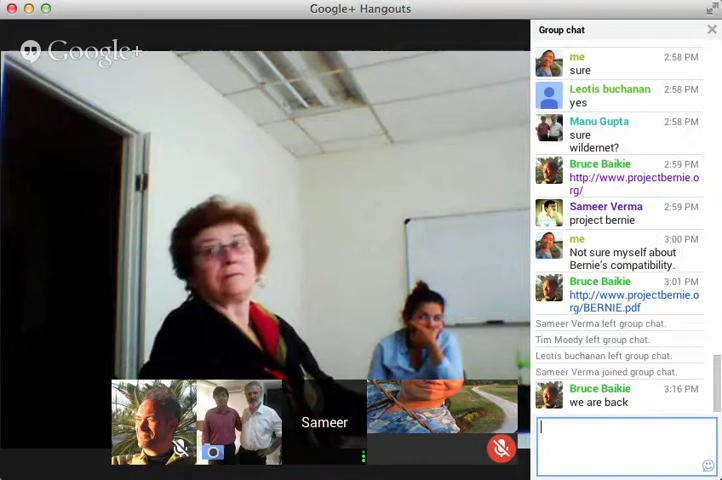 Google+ Hangouts
Google+
Group chat
me 2:58 PM
sure
Leotis buchanan 2:58 PM
yes
Manu Gupta 2:58 PM
sure
wildernet?
Bruce Baikie 2:59 PM
http://www.projectbernie.o
rg/
Sameer Verma 2:59 PM
project bernie
me 3:00 PM
Not sure myself about
Bernie's compatibility.
Bruce Baikie 3:01 PM
http://www.projectbernie.o
rg/BERNIE.pdf
Sameer Verma left group chat.
Tim Moody left group chat.
Leotis buchanan left group chat.
Sameer Verma joined group chat.
Bruce Baikie 3:16 PM
we are back
Sameer